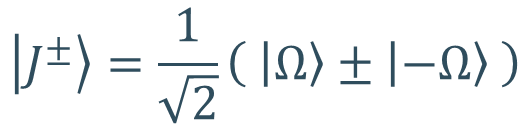 |J^±⟩ = 1/√2 ( |Ω⟩ ± |−Ω⟩ )